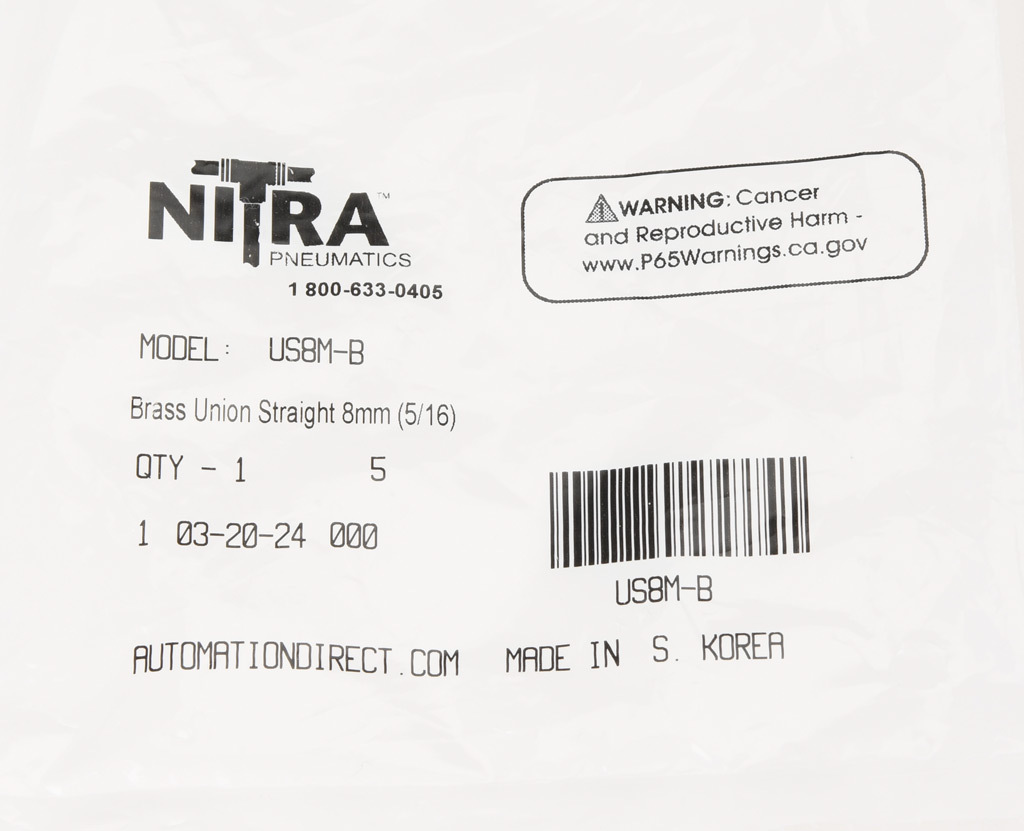 NITRA™
PNEUMATICS
1 800-633-0405
⚠WARNING: Cancer
and Reproductive Harm -
www.P65Warnings.ca.gov
MODEL: US8M-B
Brass Union Straight 8mm (5/16)
QTY - 1 5
1 03-20-24 000
US8M-B
AUTOMATIONDIRECT.COM MADE IN S. KOREA